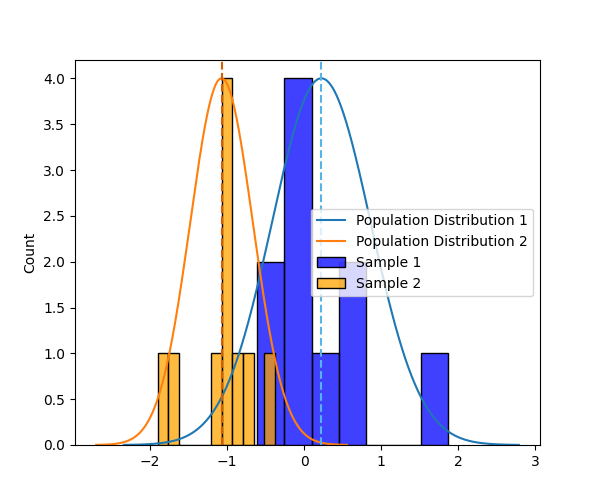 4.0
3.5
3.0
2.5
2.0
1.5
1.0
0.5
0.0
Count
Population Distribution 1
Population Distribution 2
Sample 1
Sample 2
−2 −1 0 1 2 3